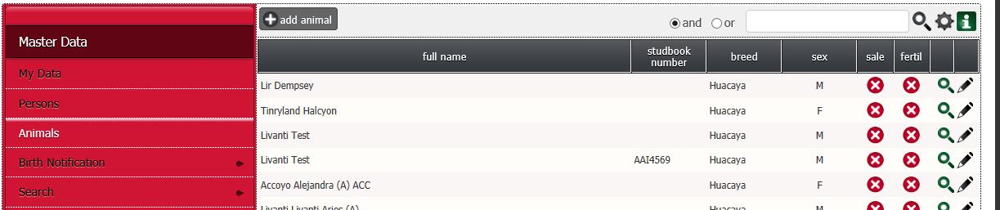 add animal
and or
Master Data
My Data
Persons
Animals
Birth Notification
Search
full name studbook number breed sex sale fertil
Lir Dempsey Huacaya M
Tinryland Halcyon Huacaya F
Livanti Test Huacaya M
Livanti Test AAI4569 Huacaya M
Accoyo Alejandra (A) ACC Huacaya F
Livanti Livanti Aries (A) Huacaya M